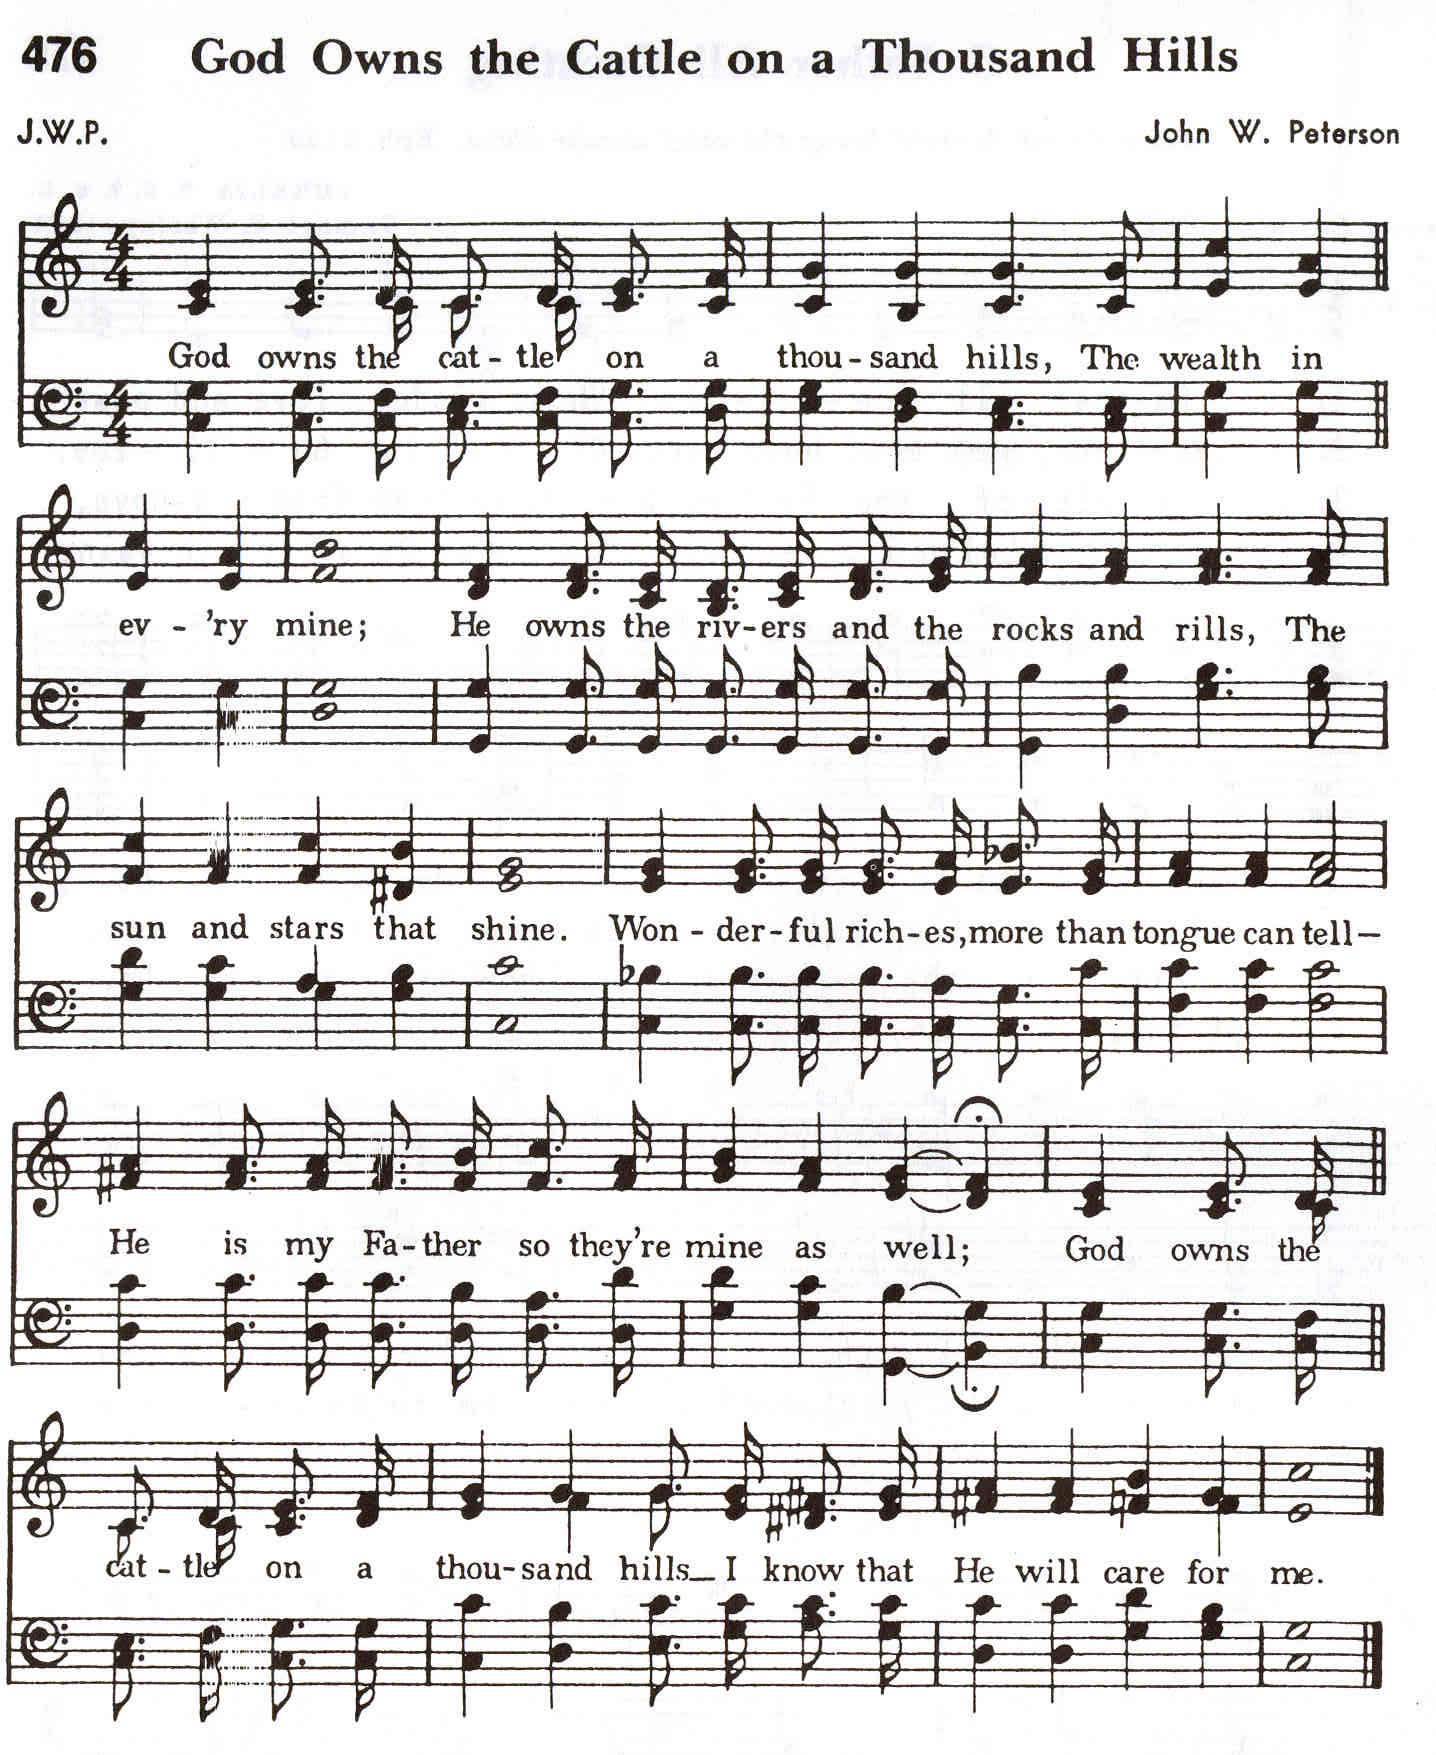 476 God Owns the Cattle on a Thousand Hills
J.W.P. John W. Peterson
God owns the cat - tle on a thou - sand hills, The wealth in
ev - 'ry mine; He owns the riv - ers and the rocks and rills, The
sun and stars that shine. Won - der - ful rich - es, more than tongue can tell —
He is my Fa - ther so they're mine as well; God owns the
cat - tle on a thou - sand hills — I know that He will care for me.